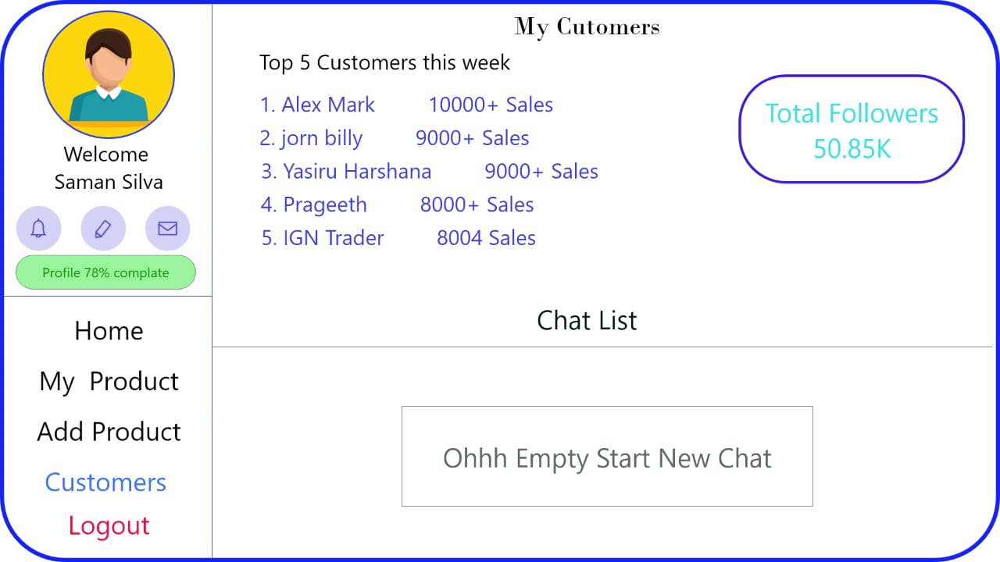 Welcome
Saman Silva
Profile 78% complate
Home
My Product
Add Product
Customers
Logout
My Cutomers
Top 5 Customers this week
1. Alex Mark 10000+ Sales
2. jorn billy 9000+ Sales
3. Yasiru Harshana 9000+ Sales
4. Prageeth 8000+ Sales
5. IGN Trader 8004 Sales
Total Followers
50.85K
Chat List
Ohhh Empty Start New Chat